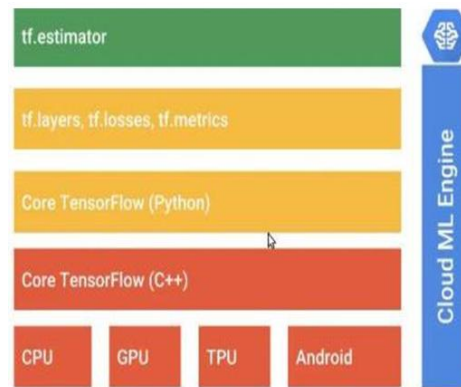 tf.estimator
tf.layers, tf.losses, tf.metrics
Core TensorFlow (Python)
Core TensorFlow (C++)
CPU GPU TPU Android
Cloud ML Engine